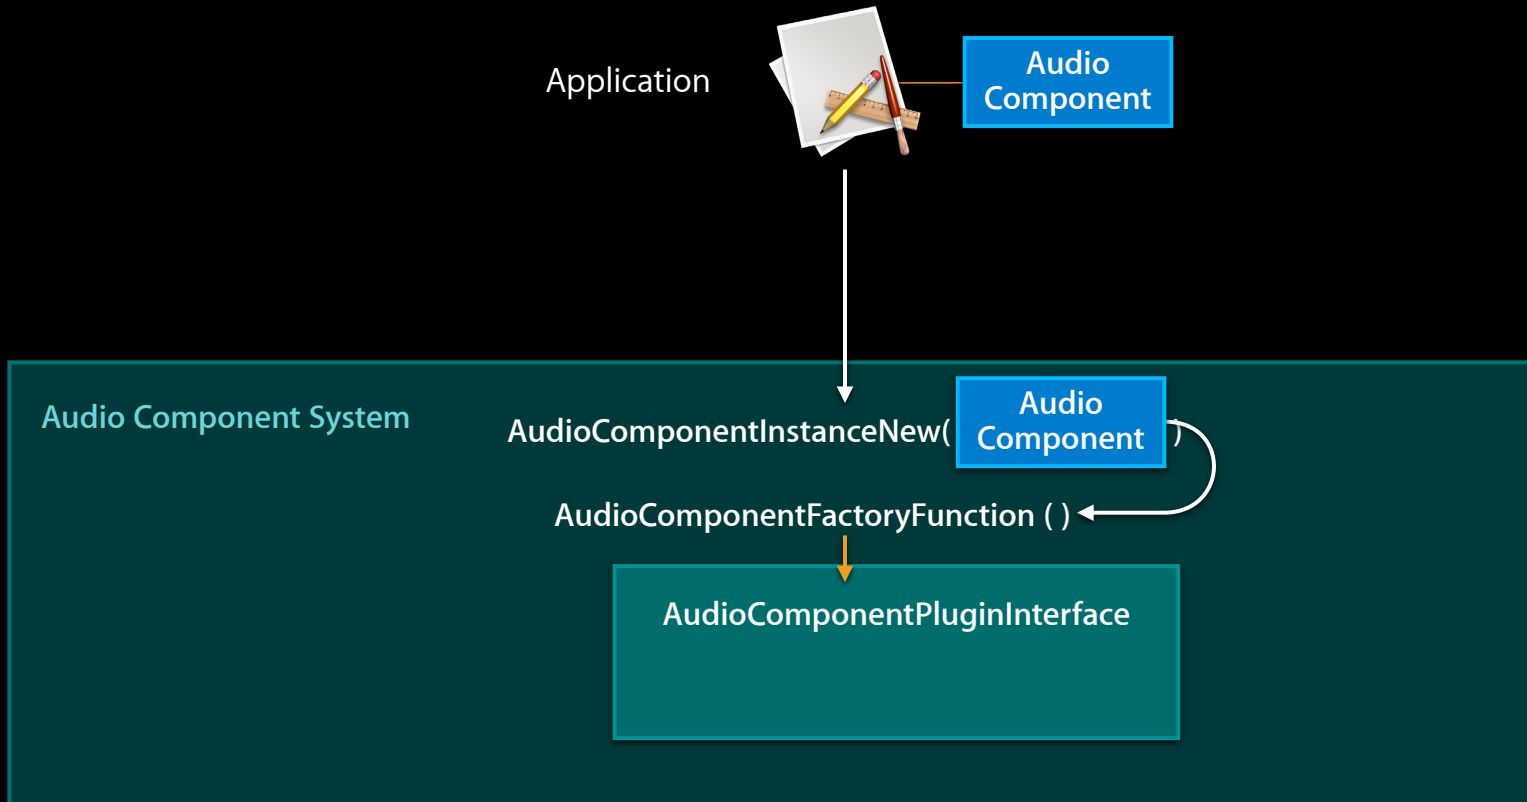 Application
Audio
Component
Audio Component System
AudioComponentInstanceNew(
Audio
Component
)
AudioComponentFactoryFunction ( )
AudioComponentPluginInterface